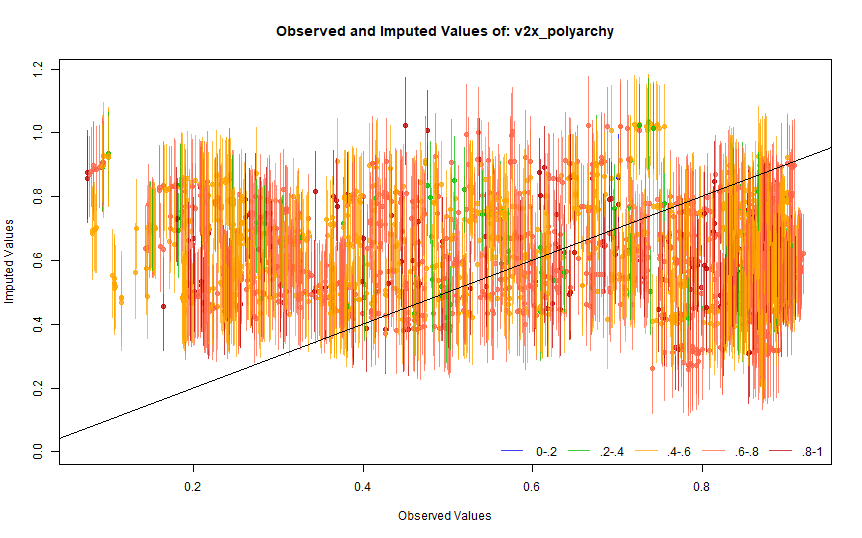 Observed and Imputed Values of: v2x_polyarchy
Imputed Values
1.2
1.0
0.8
0.6
0.4
0.2
0.0
0-.2 .2-.4 .4-.6 .6-.8 .8-1
0.2 0.4 0.6 0.8
Observed Values